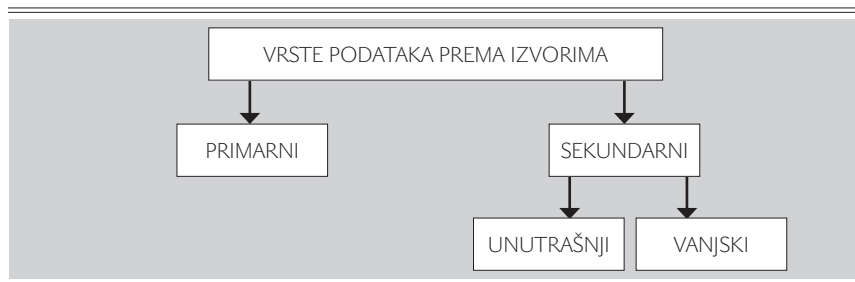 VRSTE PODATAKA PREMA IZVORIMA
PRIMARNI
SEKUNDARNI
UNUTRAŠNJI
VANJSKI